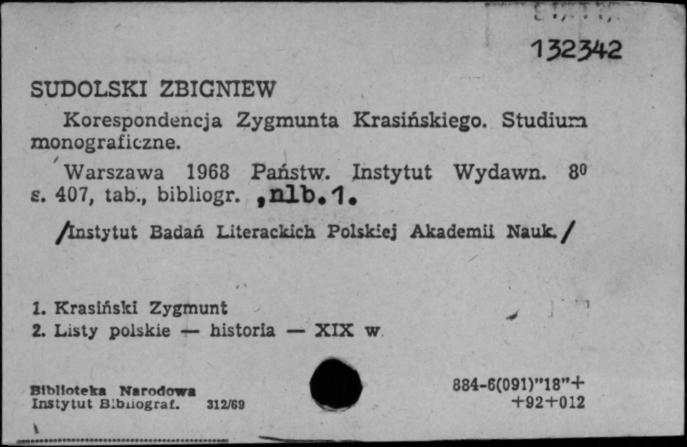 132342
SUDOLSKI ZBIGNIEW
Korespondencja Zygmunta Krasińskiego. Studium
monograficzne.
Warszawa 1968 Państw. Instytut Wydawn. 8⁰
s. 407, tab., bibliogr. , nlb. 1.
/Instytut Badań Literackich Polskiej Akademii Nauk./
1. Krasiński Zygmunt
2. Listy polskie — historia — XIX w
Biblioteka Narodowa
Instytut Bibliograf. 312/69
884-6(091)"18"+
+92+012